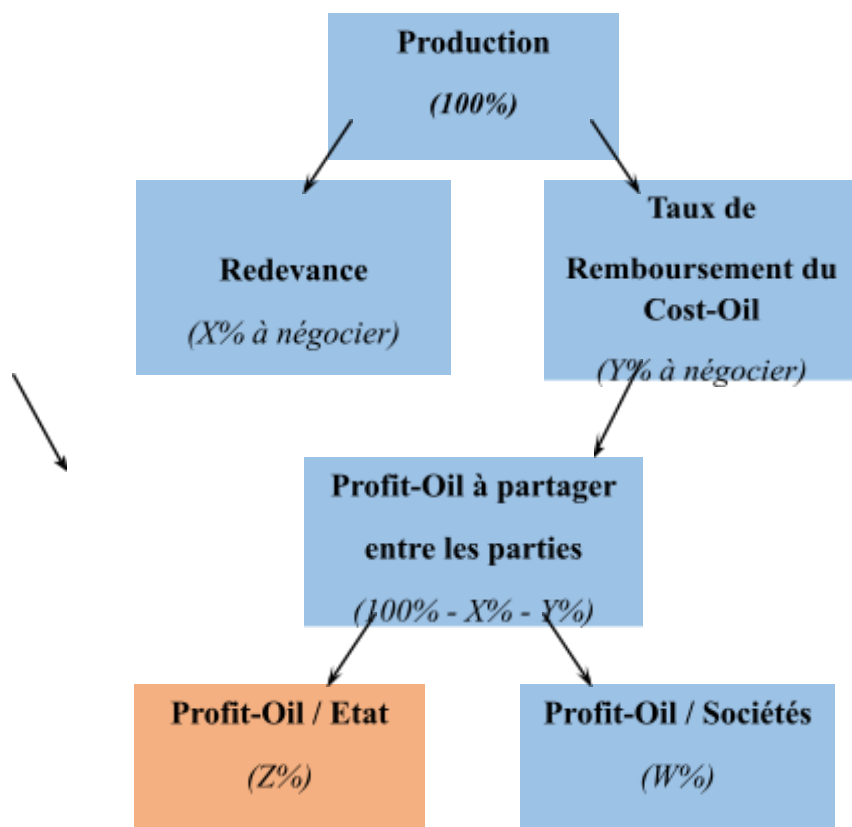 Production
(100%)
Redevance
(X% à négocier)
Taux de
Remboursement du
Cost-Oil
(Y% à négocier)
Profit-Oil à partager
entre les parties
(100% - X% - Y%)
Profit-Oil / Etat
(Z%)
Profit-Oil / Sociétés
(W%)